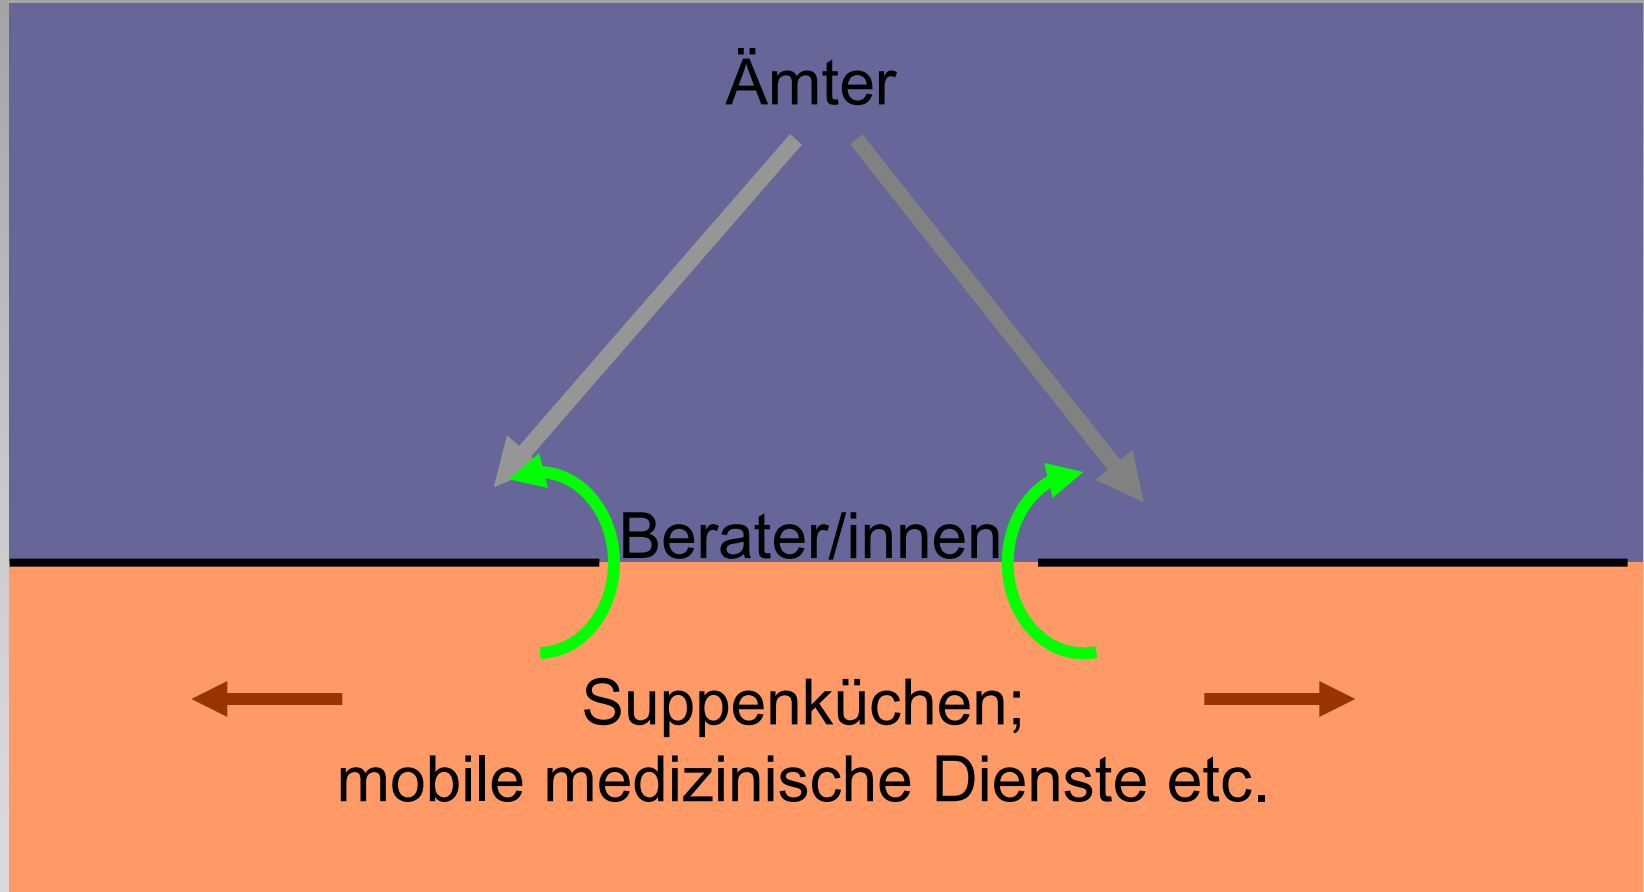 Ämter
Berater/innen
Suppenküchen;
mobile medizinische Dienste etc.